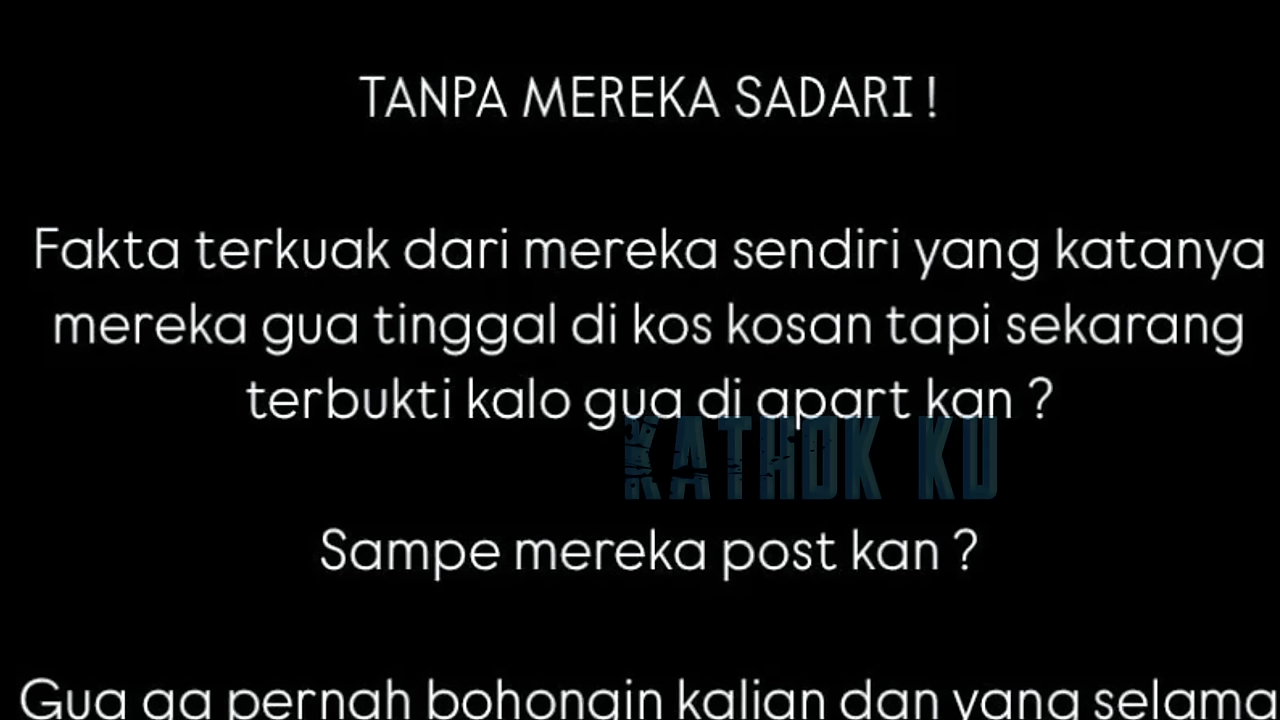 TANPA MEREKA SADARI !
Fakta terkuak dari mereka sendiri yang katanya
mereka gua tinggal di kos kosan tapi sekarang
terbukti kalo gua di apart kan ?
KATHOK KU
Sampe mereka post kan ?
Gua ga pernah bohongin kalian dan yang selama